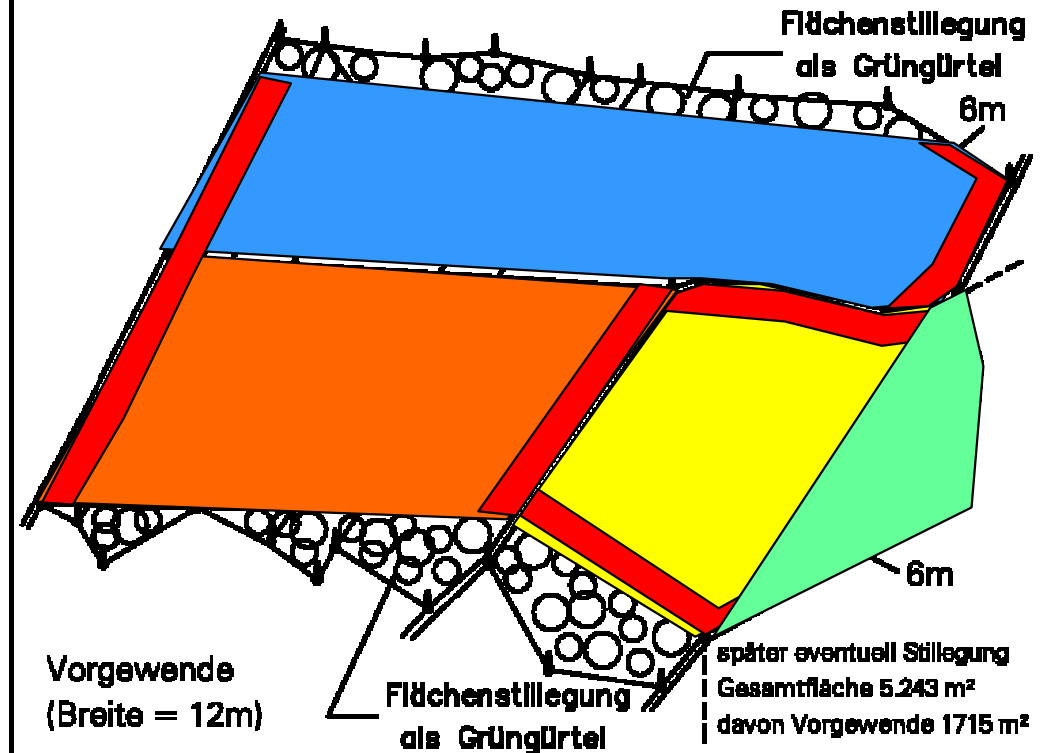 Flächenstillegung
als Grüngürtel
6m
6m
Vorgewende
(Breite = 12m)
Flächenstillegung
als Grüngürtel
später eventuell Stillegung
Gesamtfläche 5.243 m²
davon Vorgewende 1715 m²